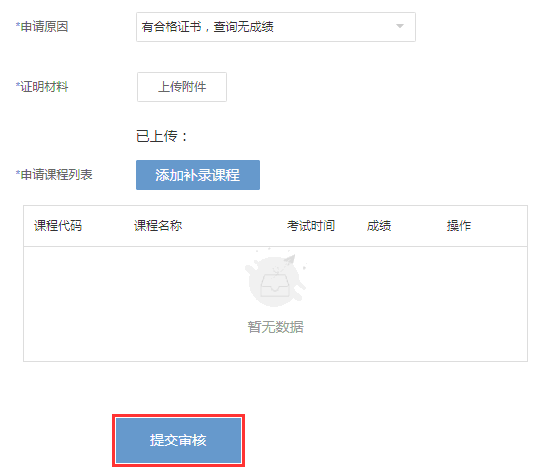 *申请原因 有合格证书，查询无成绩
*证明材料 上传附件
已上传：
*申请课程列表 添加补录课程
课程代码 课程名称 考试时间 成绩 操作
暂无数据
提交审核